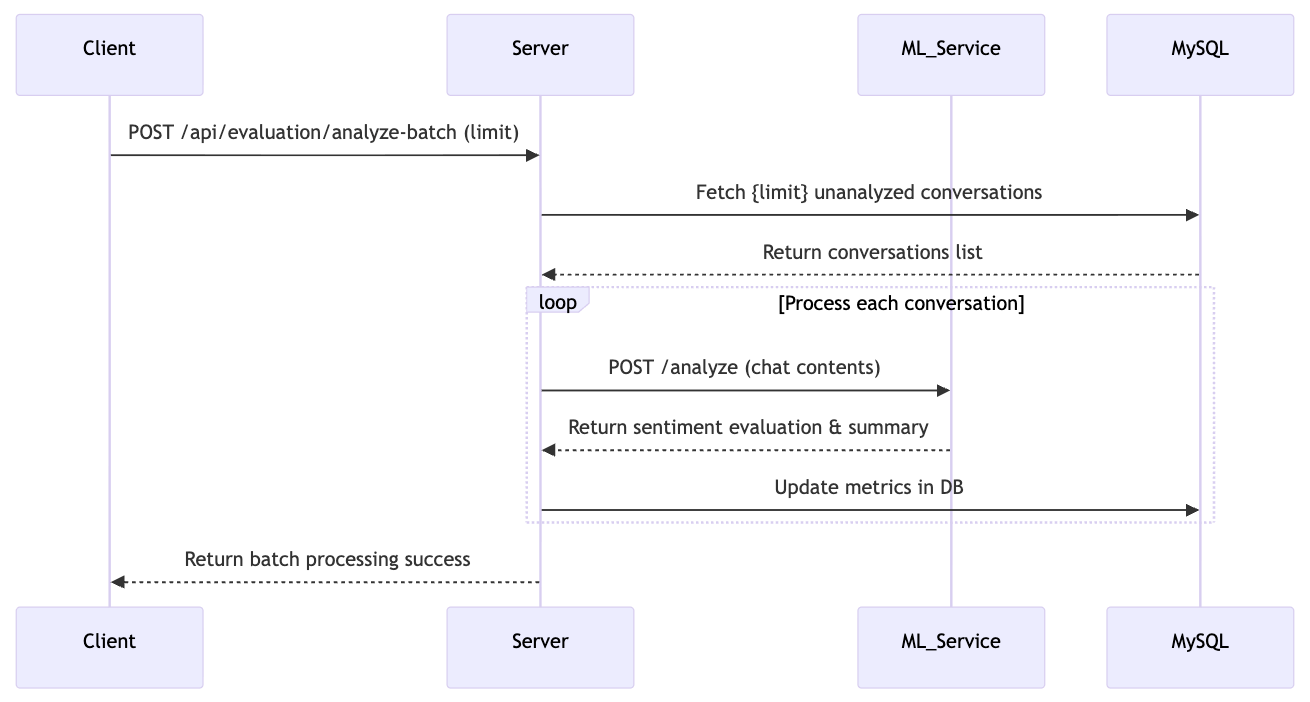 Client
Server
ML_Service
MySQL
POST /api/evaluation/analyze-batch (limit)
Fetch {limit} unanalyzed conversations
Return conversations list
loop
[Process each conversation]
POST /analyze (chat contents)
Return sentiment evaluation & summary
Update metrics in DB
Return batch processing success
Client
Server
ML_Service
MySQL